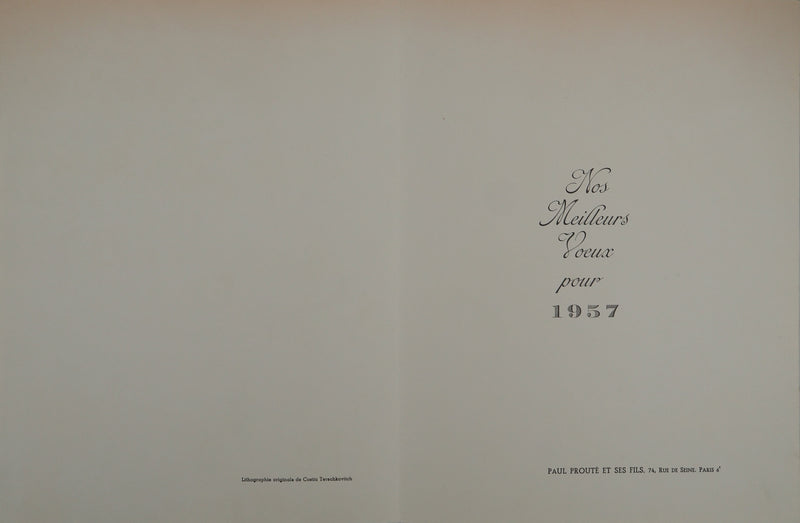 Lithographie originale de Costia Terechkovitch
Nos
Meilleurs
Voeux
pour
1957
PAUL PROUTÉ ET SES FILS, 74, RUE DE SEINE. PARIS 6e